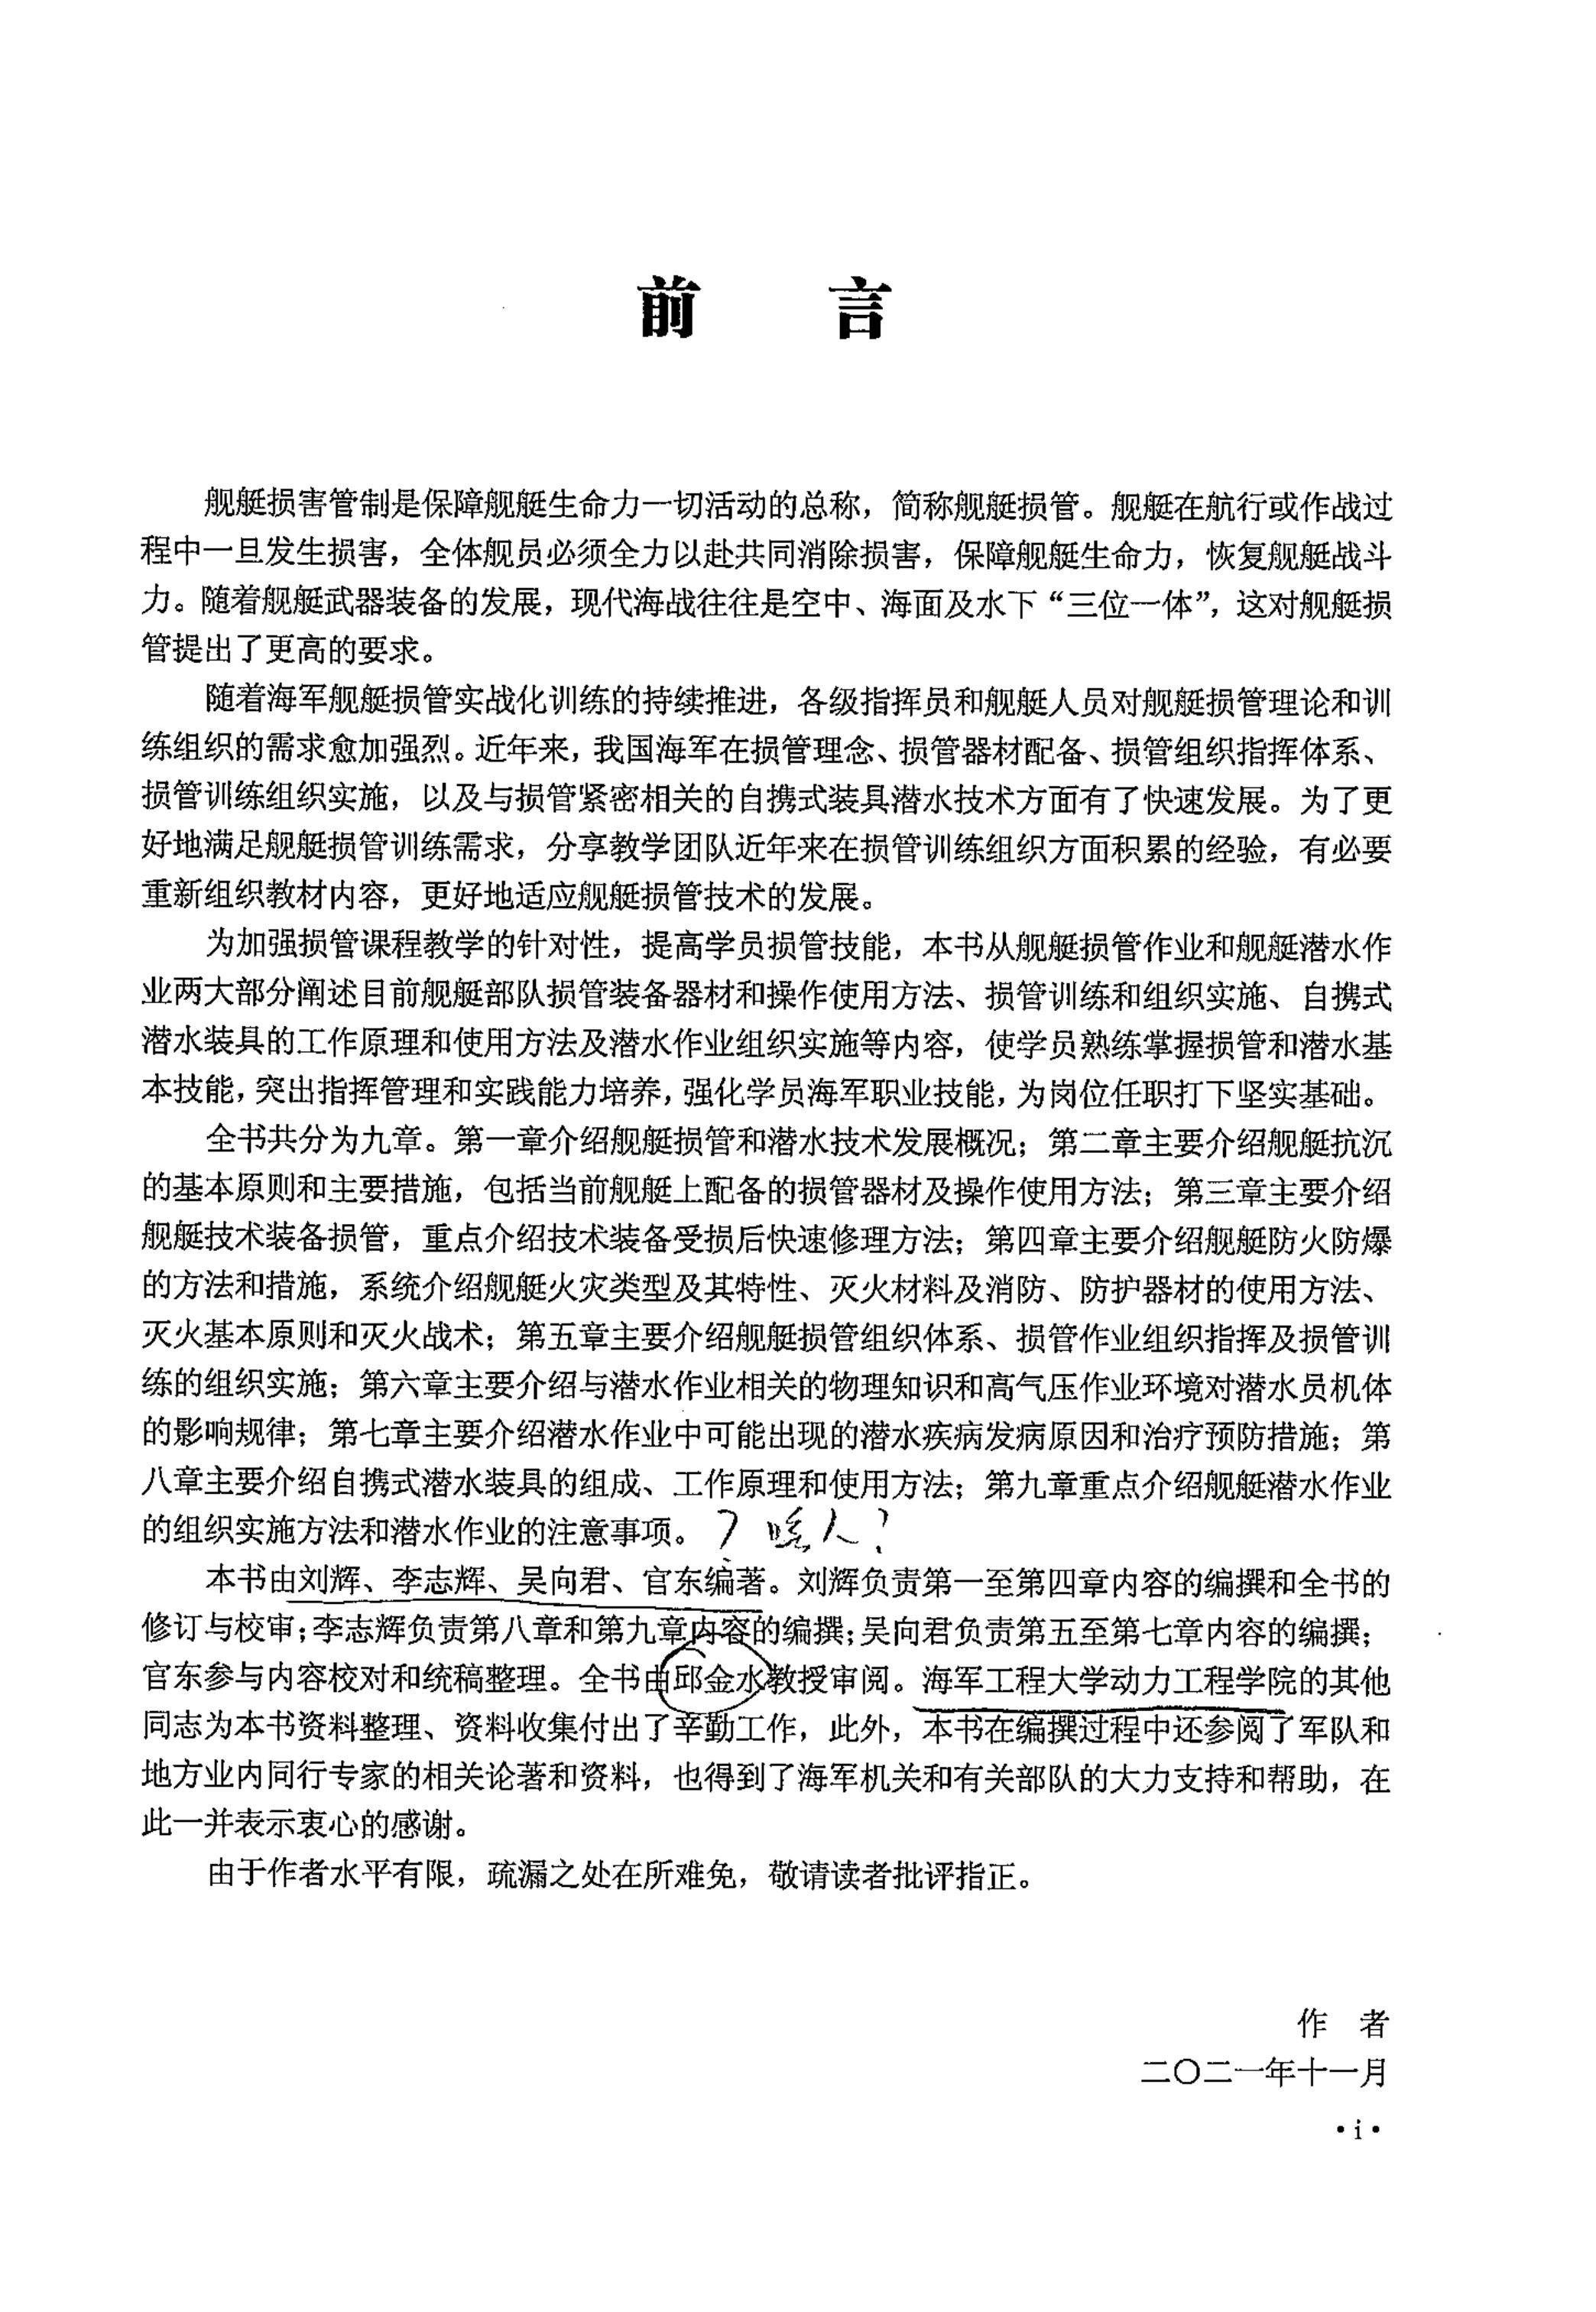 前　言
舰艇损害管制是保障舰艇生命力一切活动的总称，简称舰艇损管。舰艇在航行或作战过
程中一旦发生损害，全体舰员必须全力以赴共同消除损害，保障舰艇生命力，恢复舰艇战斗
力。随着舰艇武器装备的发展，现代海战往往是空中、海面及水下“三位一体”，这对舰艇损
管提出了更高的要求。
随着海军舰艇损管实战化训练的持续推进，各级指挥员和舰艇人员对舰艇损管理论和训
练组织的需求愈加强烈。近年来，我国海军在损管理念、损管器材配备、损管组织指挥体系、
损管训练组织实施，以及与损管紧密相关的自携式装具潜水技术方面有了快速发展。为了更
好地满足舰艇损管训练需求，分享教学团队近年来在损管训练组织方面积累的经验，有必要
重新组织教材内容，更好地适应舰艇损管技术的发展。
为加强损管课程教学的针对性，提高学员损管技能，本书从舰艇损管作业和舰艇潜水作
业两大部分阐述目前舰艇部队损管装备器材和操作使用方法、损管训练和组织实施、自携式
潜水装具的工作原理和使用方法及潜水作业组织实施等内容，使学员熟练掌握损管和潜水基
本技能，突出指挥管理和实践能力培养，强化学员海军职业技能，为岗位任职打下坚实基础。
全书共分为九章。第一章介绍舰艇损管和潜水技术发展概况；第二章主要介绍舰艇抗沉
的基本原则和主要措施，包括当前舰艇上配备的损管器材及操作使用方法；第三章主要介绍
舰艇技术装备损管，重点介绍技术装备受损后快速修理方法；第四章主要介绍舰艇防火防爆
的方法和措施，系统介绍舰艇火灾类型及其特性、灭火材料及消防、防护器材的使用方法、
灭火基本原则和灭火战术；第五章主要介绍舰艇损管组织体系、损管作业组织指挥及损管训
练的组织实施；第六章主要介绍与潜水作业相关的物理知识和高气压作业环境对潜水员机体
的影响规律；第七章主要介绍潜水作业中可能出现的潜水疾病发病原因和治疗预防措施；第
八章主要介绍自携式潜水装具的组成、工作原理和使用方法；第九章重点介绍舰艇潜水作业
的组织实施方法和潜水作业的注意事项。？ 人？
本书由刘辉、李志辉、吴向君、官东编著。刘辉负责第一至第四章内容的编撰和全书的
修订与校审；李志辉负责第八章和第九章内容的编撰；吴向君负责第五至第七章内容的编撰；
官东参与内容校对和统稿整理。全书由邱金水教授审阅。海军工程大学动力工程学院的其他
同志为本书资料整理、资料收集付出了辛勤工作，此外，本书在编撰过程中还参阅了军队和
地方业内同行专家的相关论著和资料，也得到了海军机关和有关部队的大力支持和帮助，在
此一并表示衷心的感谢。
由于作者水平有限，疏漏之处在所难免，敬请读者批评指正。
作　者
二〇二一年十一月
·i·